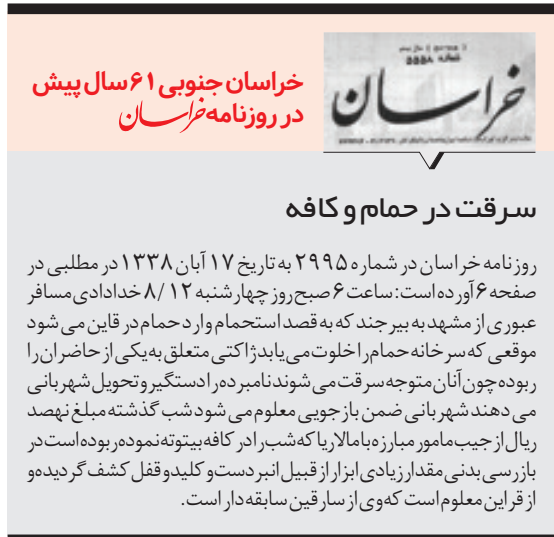 خراسان جنوبی ۶۱ سال پیش
در روزنامه خراسان
خراسان
سرقت در حمام و کافه
روزنامه خراسان در شماره ۲۹۹۵ به تاریخ ۱۷ آبان ۱۳۳۸ در مطلبی در
صفحه ۶ آورده است: ساعت ۶ صبح روز چهارشنبه ۸/۱۲ خدادادی مسافر
عبوری از مشهد به بیرجند که به قصد استحمام وارد حمام در قاین می شود
موقعی که سرخانه حمام را خلوت می یابد ژاکتی متعلق به یکی از حاضران را
ربوده چون آنان متوجه سرقت می شوند نامبرده را دستگیر و تحویل شهربانی
می دهند شهربانی ضمن بازجویی معلوم می شود شب گذشته مبلغ نهصد
ریال از جیب مامور مبارزه با مالاریا که شب را در کافه بیتوته نموده ربوده است در
بازرسی بدنی مقدار زیادی ابزار از قبیل انبردست و کلید و قفل کشف گردیده و
از قراین معلوم است که وی از سارقین سابقه دار است.